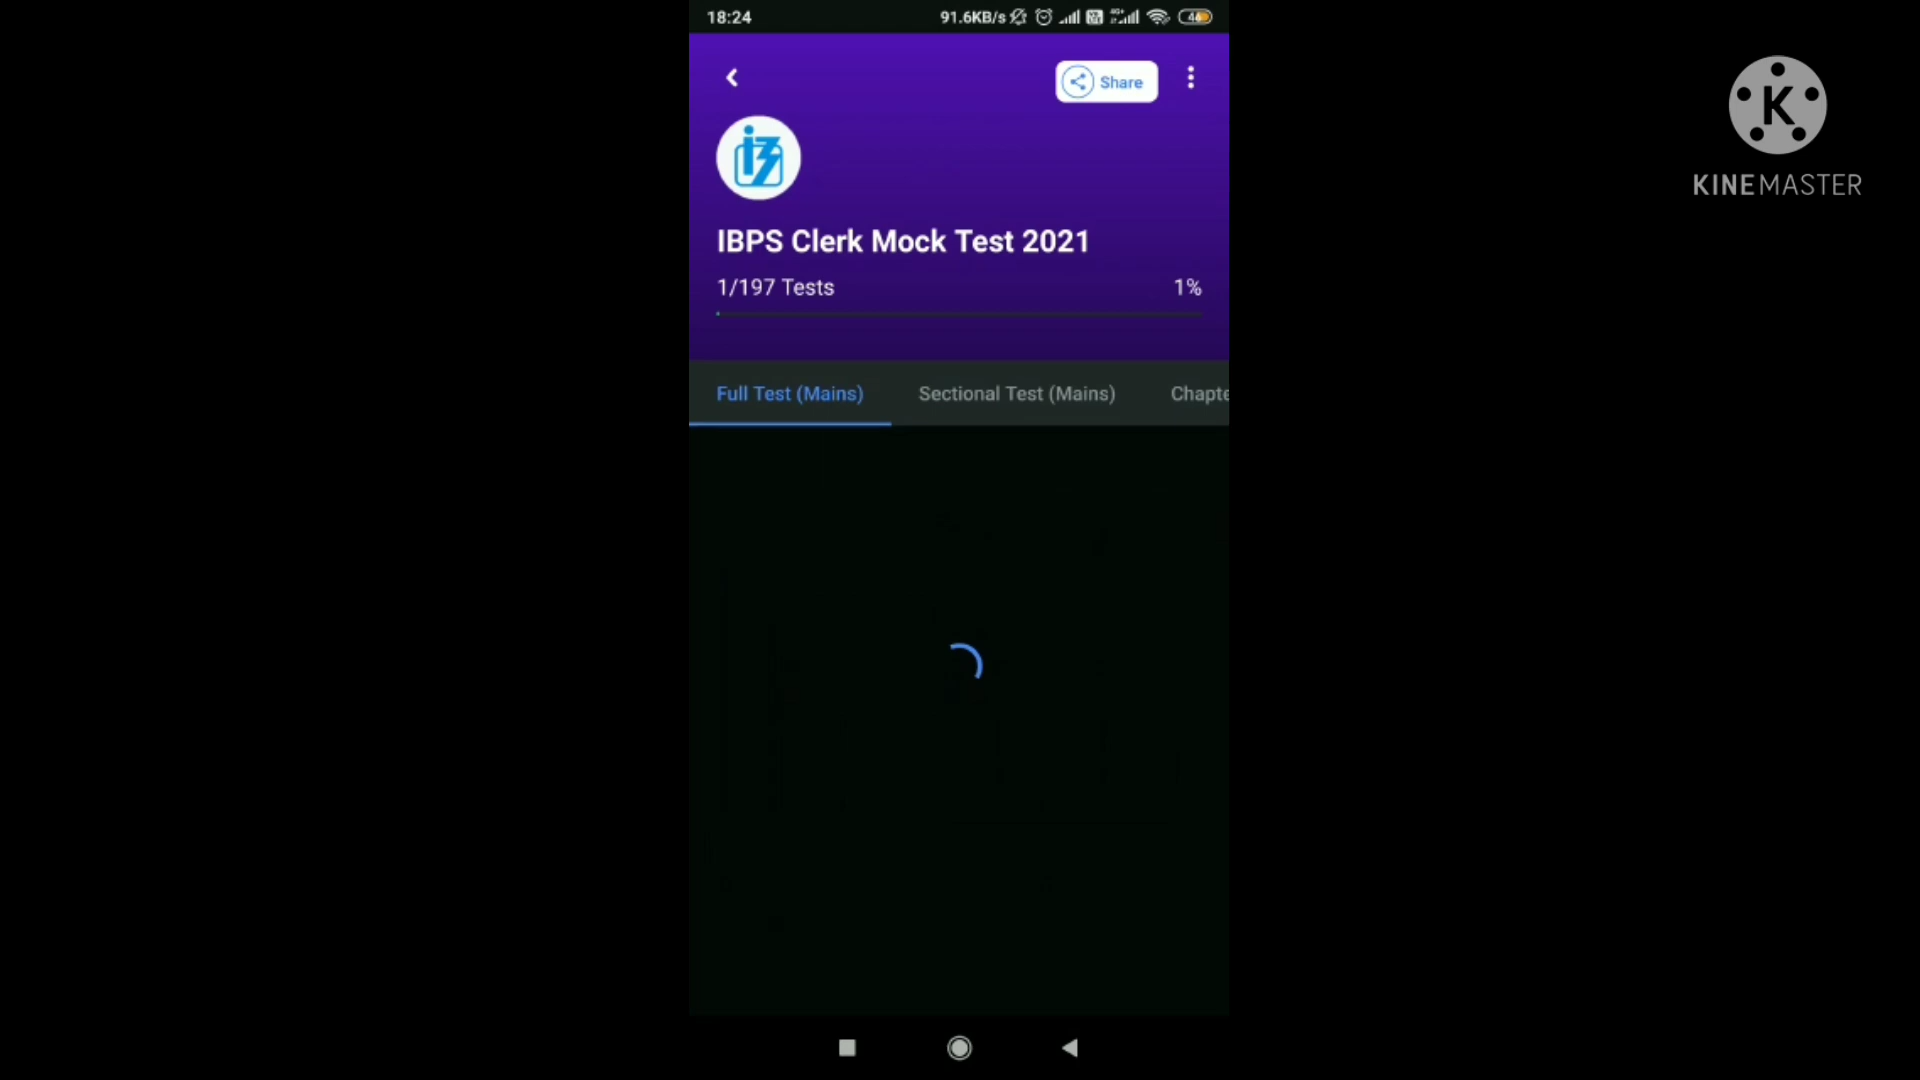 18:24
91.6KB/s
46
Share
IBPS Clerk Mock Test 2021
1/197 Tests
1%
Full Test (Mains)
Sectional Test (Mains)
Chapte
K
KINEMASTER